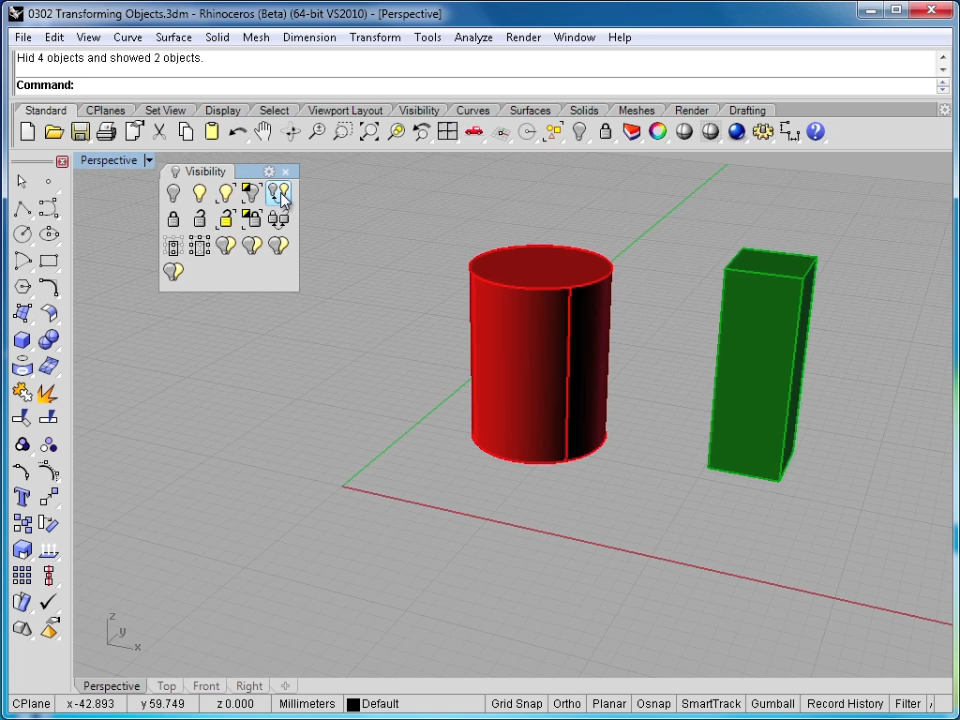 0302 Transforming Objects.3dm - Rhinoceros (Beta) (64-bit VS2010) - [Perspective]
File Edit View Curve Surface Solid Mesh Dimension Transform Tools Analyze Render Window Help
Hid 4 objects and showed 2 objects.
Command:
Standard CPlanes Set View Display Select Viewport Layout Visibility Curves Surfaces Solids Meshes Render Drafting
Perspective
Visibility
z
y
x
Perspective Top Front Right
CPlane x -42.893 y 59.749 z 0.000 Millimeters Default Grid Snap Ortho Planar Osnap SmartTrack Gumball Record History Filter